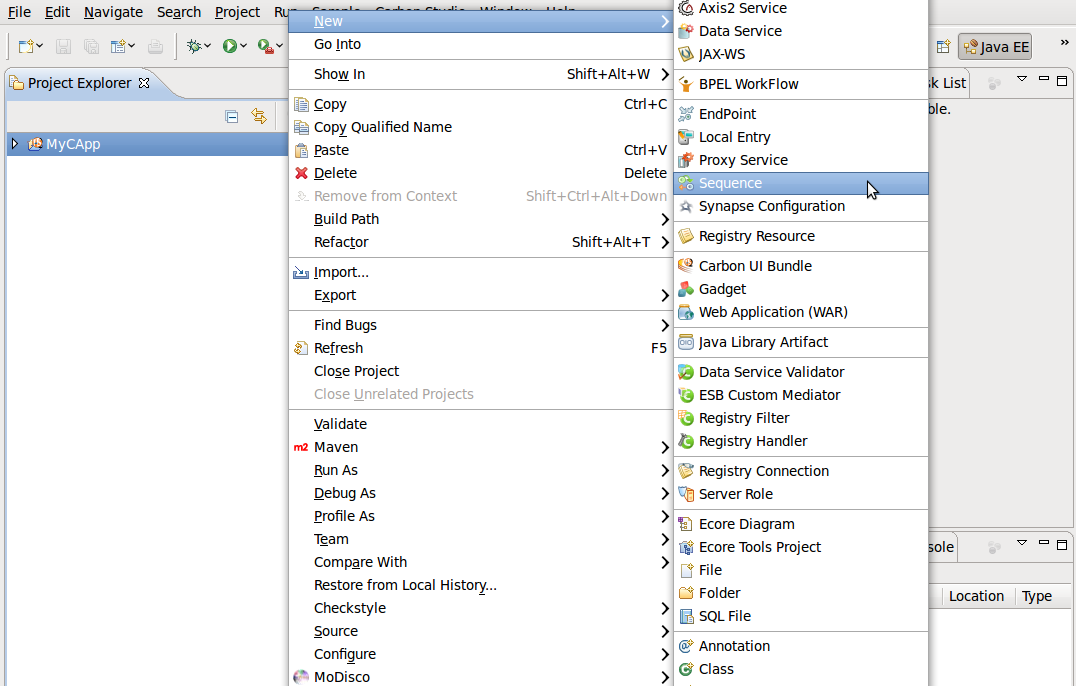 File Edit Navigate Search Project Run Sample Carbon Studio Window Help
Java EE
»
Project Explorer
MyCApp
New
Go Into
Show In Shift+Alt+W
Copy Ctrl+C
Copy Qualified Name
Paste Ctrl+V
Delete Delete
Remove from Context Shift+Ctrl+Alt+Down
Build Path
Refactor Shift+Alt+T
Import...
Export
Find Bugs
Refresh F5
Close Project
Close Unrelated Projects
Validate
m2 Maven
Run As
Debug As
Profile As
Team
Compare With
Restore from Local History...
Checkstyle
Source
Configure
MoDisco
Axis2 Service
Data Service
JAX-WS
BPEL WorkFlow
EndPoint
Local Entry
Proxy Service
Sequence
Synapse Configuration
Registry Resource
Carbon UI Bundle
Gadget
Web Application (WAR)
Java Library Artifact
Data Service Validator
ESB Custom Mediator
Registry Filter
Registry Handler
Registry Connection
Server Role
Ecore Diagram
Ecore Tools Project
File
Folder
SQL File
Annotation
Class
sk List
ble.
sole
Location Type